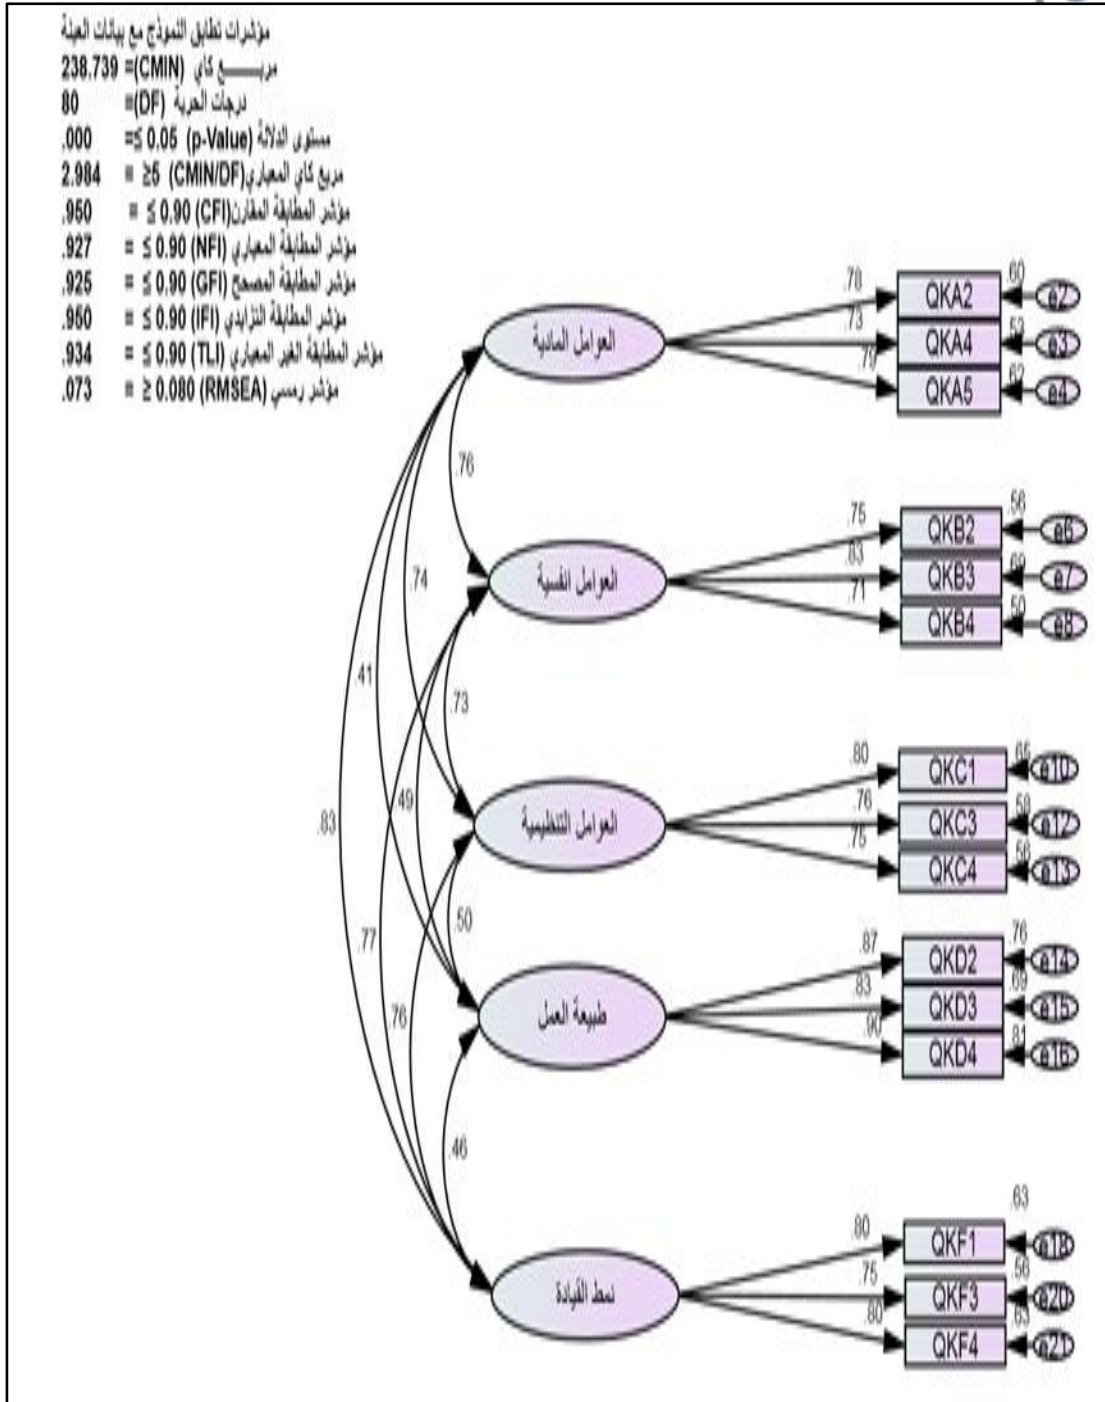 مؤشرات تطابق النموذج مع بيانات العينة
مربـــــع كاي (CMIN)= 238.739
درجات الحرية (DF)= 80
مستوى الدلالة (p-Value) 0.05 ≥= .000
مربع كاي المعياري(CMIN/DF) 5≤ = 2.984
مؤشر المطابقة المقارن(CFI) 0.90 ≥ = .950
مؤشر المطابقة المعياري (NFI) 0.90 ≥ = .927
مؤشر المطابقة المصحح (GFI) 0.90 ≥ = .925
مؤشر المطابقة التزايدي (IFI) 0.90 ≥ = .950
مؤشر المطابقة الغير المعياري (TLI) 0.90 ≥ = .934
مؤشر رمسي (RMSEA) 0.080 ≤ = .073
العوامل المادية
.78 QKA2 .60 e2
.73 QKA4 e3
.79 QKA5 .62 e4
.76
العوامل انفسية
.75 QKB2 .56 e6
.83 QKB3 .69 e7
.71 QKB4 .50 e8
.74
.41
.73
.83
.49
العوامل التنظيمية
.80 QKC1 e10
.76 QKC3 .58 e12
.75 QKC4 .56 e13
.50
.77
.76
طبيعة العمل
.87 QKD2 .76 e14
.83 QKD3 .69 e15
.90 QKD4 .81 e16
.46
نمط القيادة
.80 QKF1 .63 e18
.75 QKF3 .56 e20
.80 QKF4 .63 e21